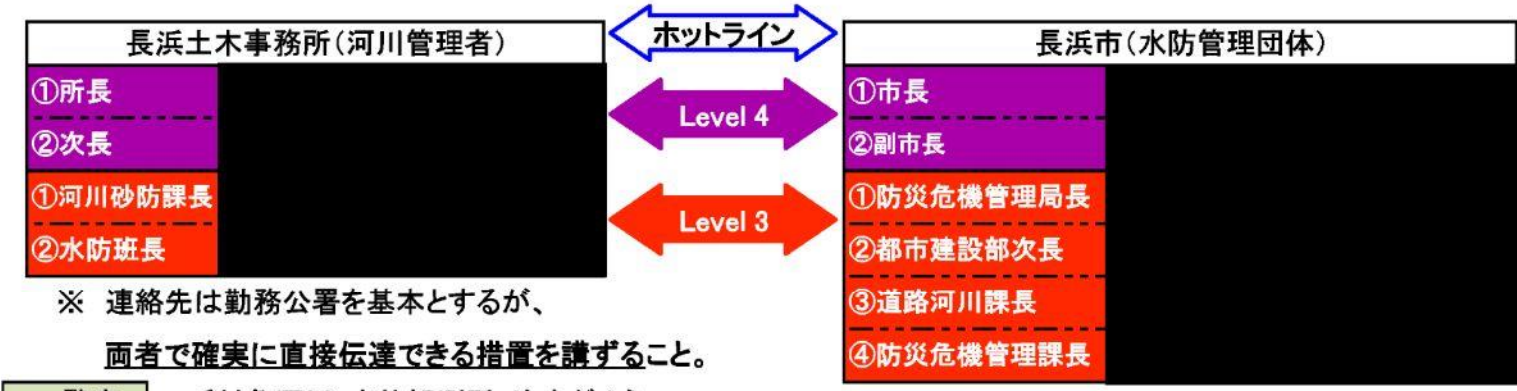 長浜土木事務所(河川管理者)
①所長
②次長
①河川砂防課長
②水防班長
ホットライン
Level 4
Level 3
長浜市(水防管理団体)
①市長
②副市長
①防災危機管理局長
②都市建設部次長
③道路河川課長
④防災危機管理課長
※ 連絡先は勤務公署を基本とするが、
両者で確実に直接伝達できる措置を講ずること。